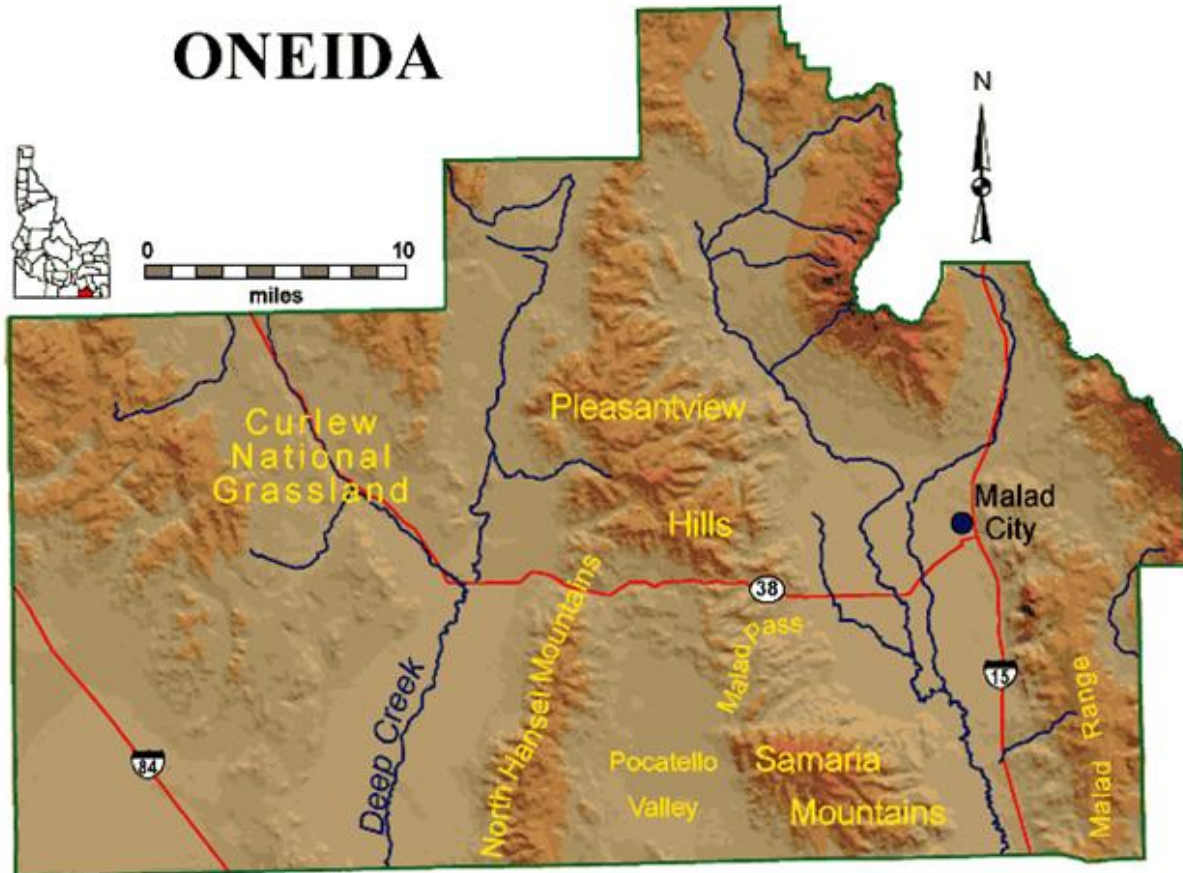 ONEIDA
N
0 10
miles
Curlew
National
Grassland
Pleasantview
Hills
Malad
City
38
Malad Pass
North Hansel Mountains
Deep Creek
15
Malad Range
84
Pocatello
Valley
Samaria
Mountains